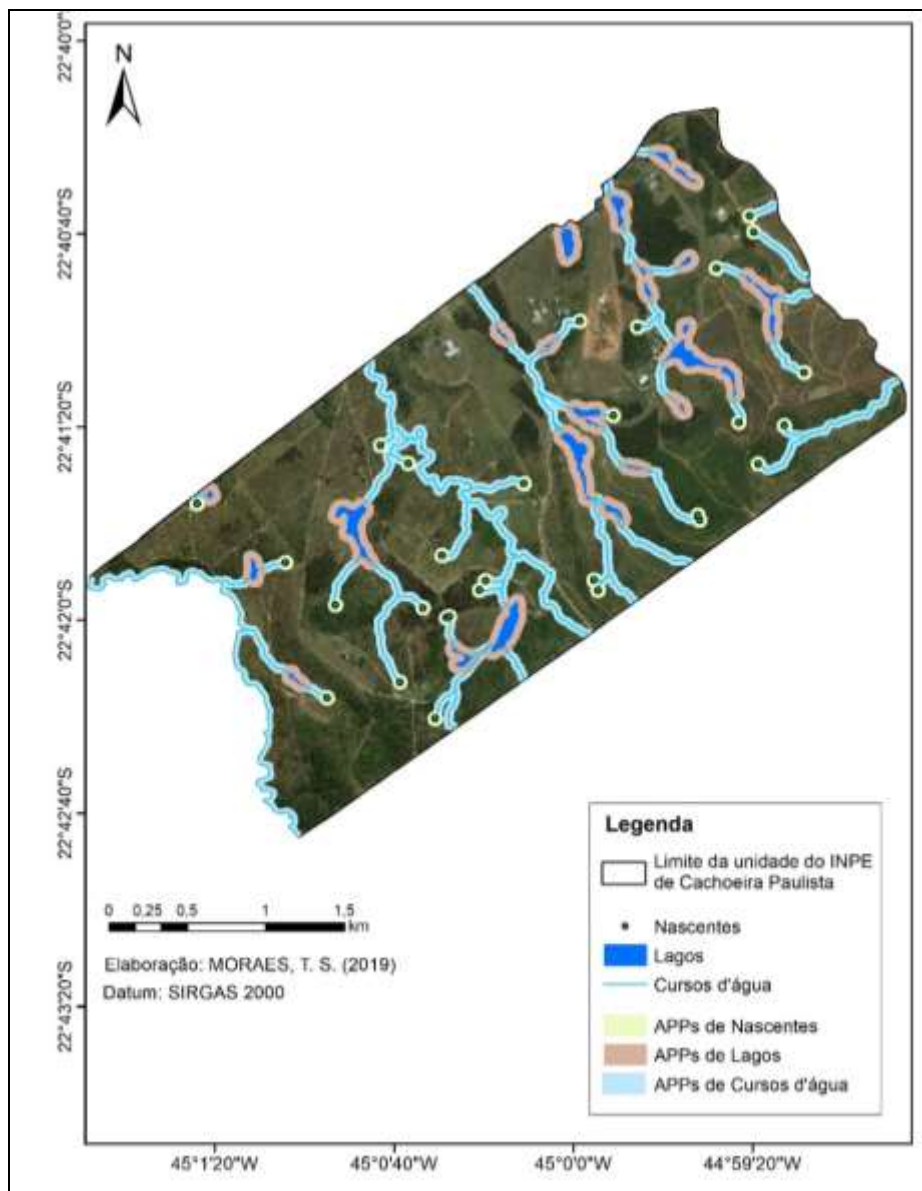 N
22°40'0"
22°40'40"S
22°41'20"S
22°42'0"S
22°42'40"S
22°43'20"S
0 0,25 0,5 1 1,5
km
Elaboração: MORAES, T. S. (2019)
Datum: SIRGAS 2000
Legenda
Limite da unidade do INPE
de Cachoeira Paulista
Nascentes
Lagos
Cursos d'água
APPs de Nascentes
APPs de Lagos
APPs de Cursos d'água
45°1'20"W 45°0'40"W 45°0'0"W 44°59'20"W